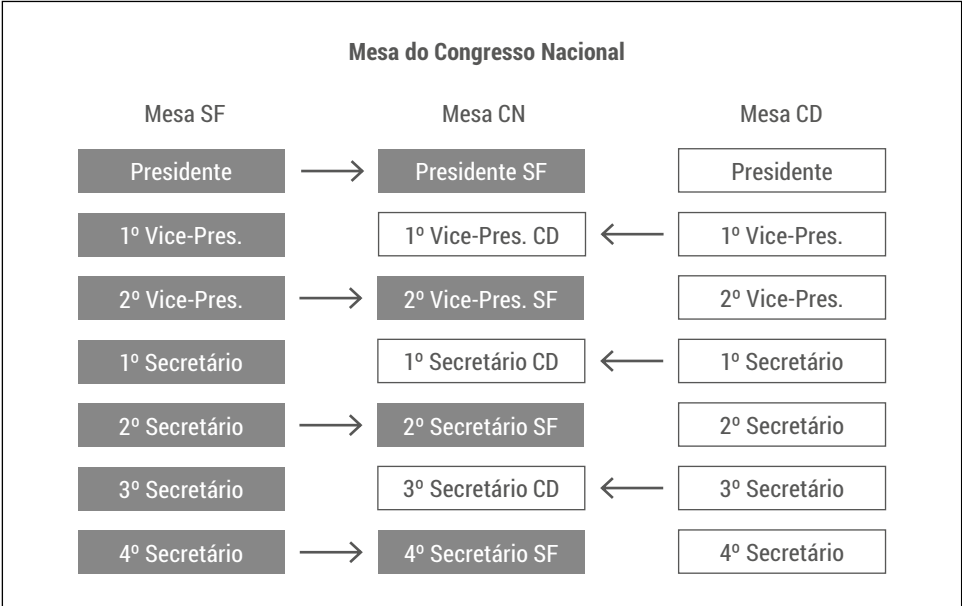 Mesa do Congresso Nacional
Mesa SF Mesa CN Mesa CD
Presidente Presidente SF Presidente
1º Vice-Pres. 1º Vice-Pres. CD 1º Vice-Pres.
2º Vice-Pres. 2º Vice-Pres. SF 2º Vice-Pres.
1º Secretário 1º Secretário CD 1º Secretário
2º Secretário 2º Secretário SF 2º Secretário
3º Secretário 3º Secretário CD 3º Secretário
4º Secretário 4º Secretário SF 4º Secretário